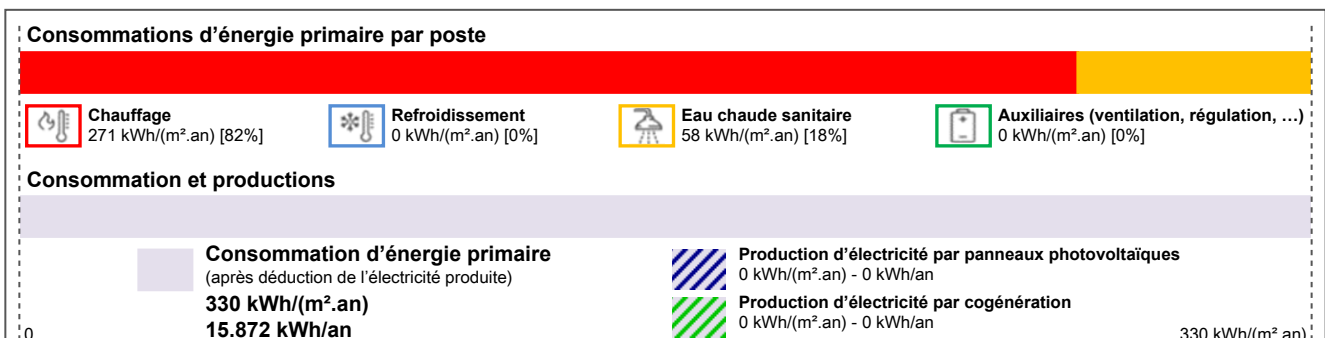 Consommations d’énergie primaire par poste
Chauffage
271 kWh/(m².an) [82%]
Refroidissement
0 kWh/(m².an) [0%]
Eau chaude sanitaire
58 kWh/(m².an) [18%]
Auxiliaires (ventilation, régulation, …)
0 kWh/(m².an) [0%]
Consommation et productions
Consommation d’énergie primaire
(après déduction de l’électricité produite)
330 kWh/(m².an)
15.872 kWh/an
Production d’électricité par panneaux photovoltaïques
0 kWh/(m².an) - 0 kWh/an
Production d’électricité par cogénération
0 kWh/(m².an) - 0 kWh/an
0
330 kWh/(m².an)